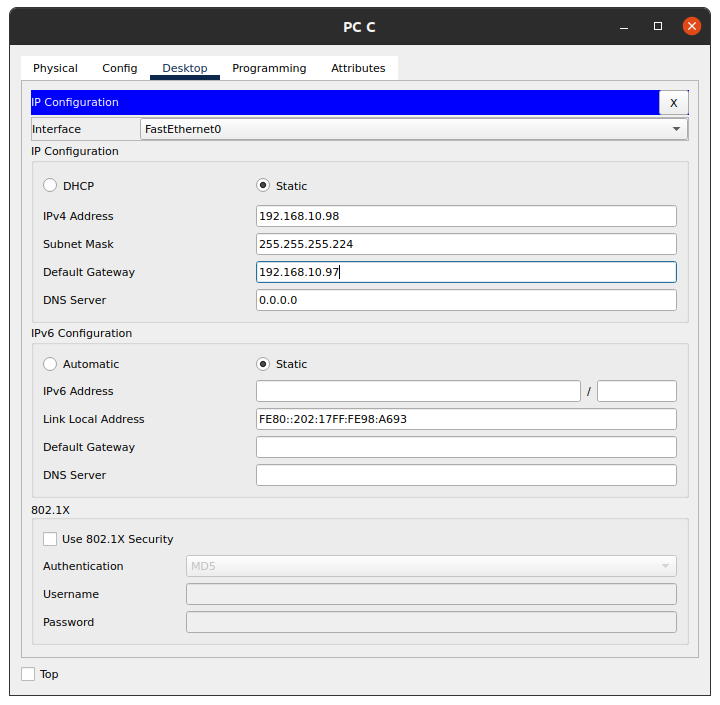 PC C
Physical Config Desktop Programming Attributes
IP Configuration X
Interface FastEthernet0
IP Configuration
DHCP Static
IPv4 Address 192.168.10.98
Subnet Mask 255.255.255.224
Default Gateway 192.168.10.97
DNS Server 0.0.0.0
IPv6 Configuration
Automatic Static
IPv6 Address /
Link Local Address FE80::202:17FF:FE98:A693
Default Gateway
DNS Server
802.1X
Use 802.1X Security
Authentication MD5
Username
Password
Top